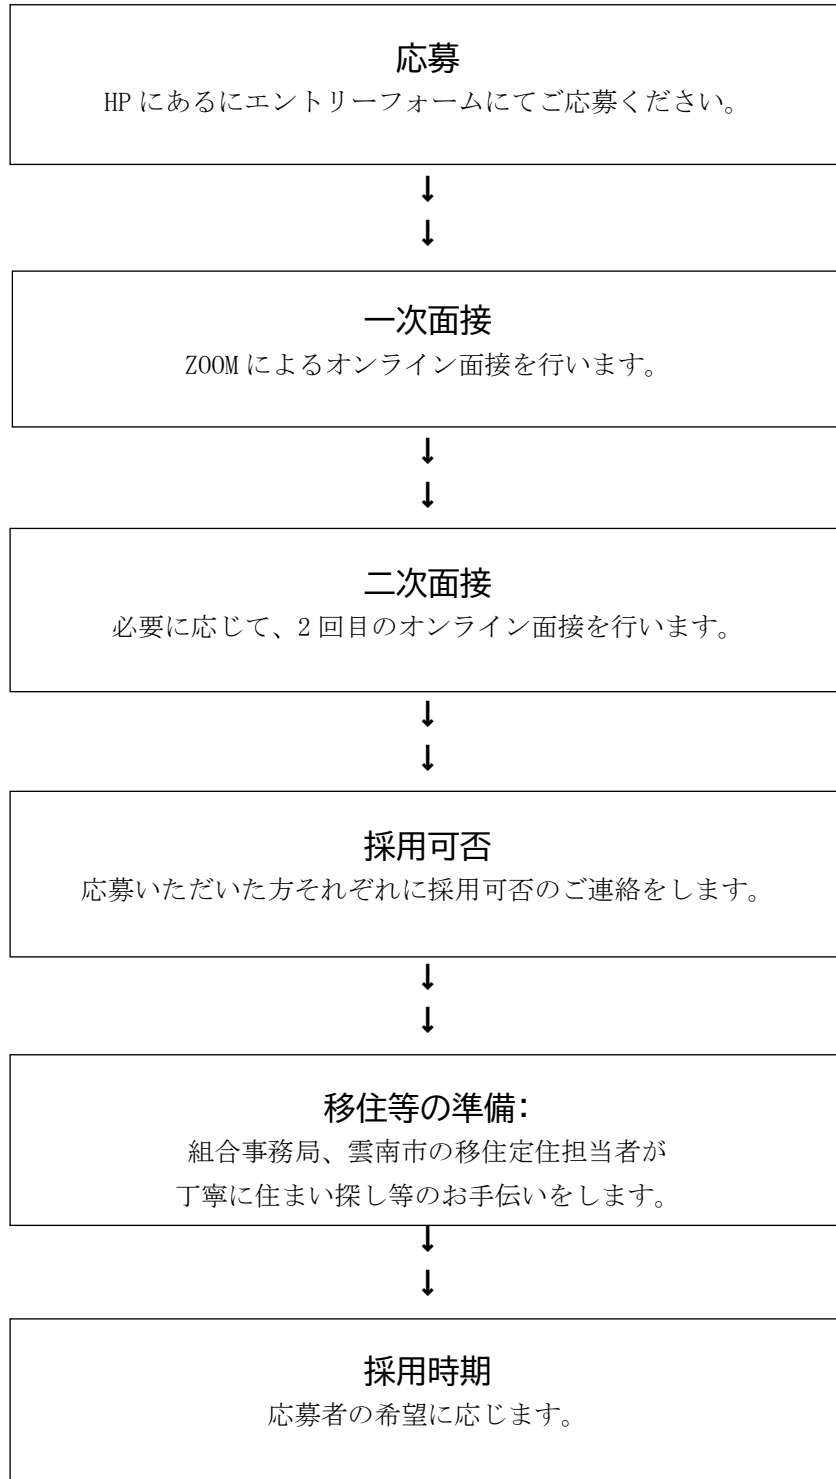 応募
HPにあるにエントリーフォームにてご応募ください。
↓
↓
一次面接
ZOOMによるオンライン面接を行います。
↓
↓
二次面接
必要に応じて、2回目のオンライン面接を行います。
↓
↓
採用可否
応募いただいた方それぞれに採用可否のご連絡をします。
↓
↓
移住等の準備：
組合事務局、雲南市の移住定住担当者が
丁寧に住まい探し等のお手伝いをします。
↓
↓
採用時期
応募者の希望に応じます。